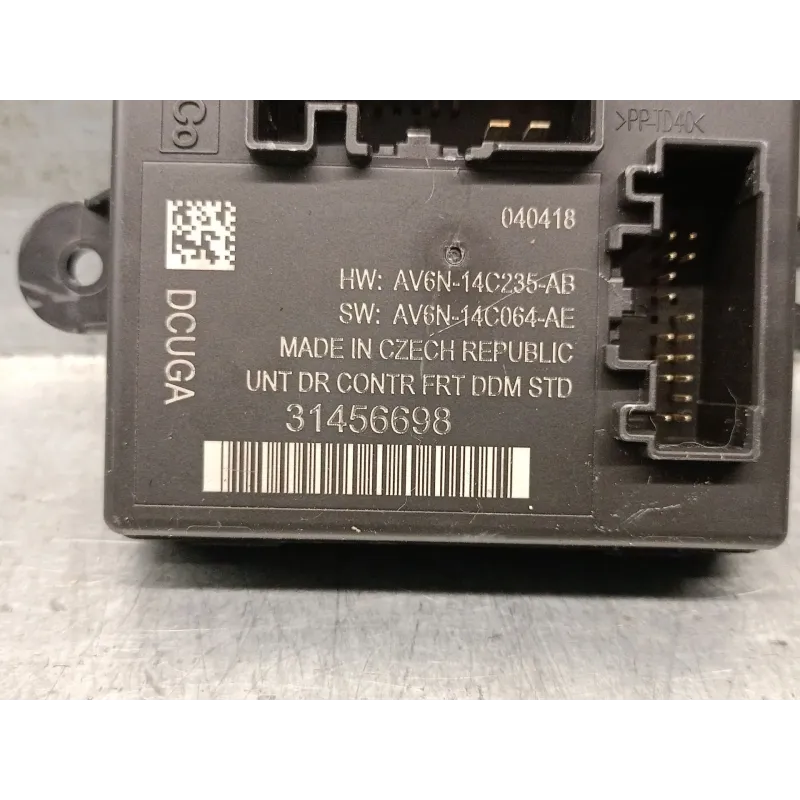 Co
>PP-TD40<
040418
HW: AV6N-14C235-AB
SW: AV6N-14C064-AE
MADE IN CZECH REPUBLIC
UNT DR CONTR FRT DDM STD
31456698
DCUGA